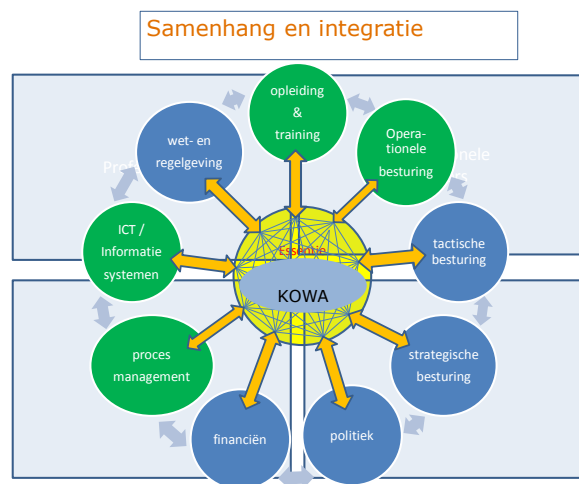 Samenhang en integratie
opleiding
&
training
wet- en
regelgeving
Opera-
tionele
besturing
ICT /
Informatie
systemen
tactische
besturing
Essentie
KOWA
proces
management
strategische
besturing
financiën
politiek